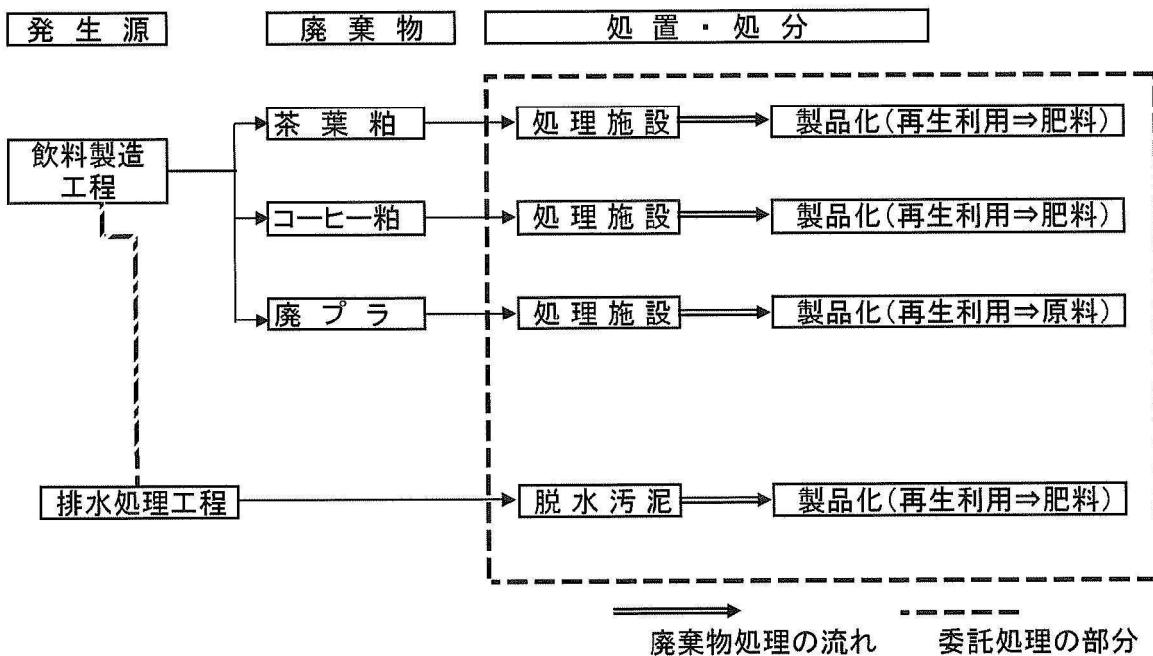 発生源
廃棄物
処置・処分
飲料製造
工程
茶葉粕
処理施設
製品化(再生利用⇒肥料)
コーヒー粕
処理施設
製品化(再生利用⇒肥料)
廃プラ
処理施設
製品化(再生利用⇒原料)
排水処理工程
脱水汚泥
製品化(再生利用⇒肥料)
廃棄物処理の流れ
委託処理の部分